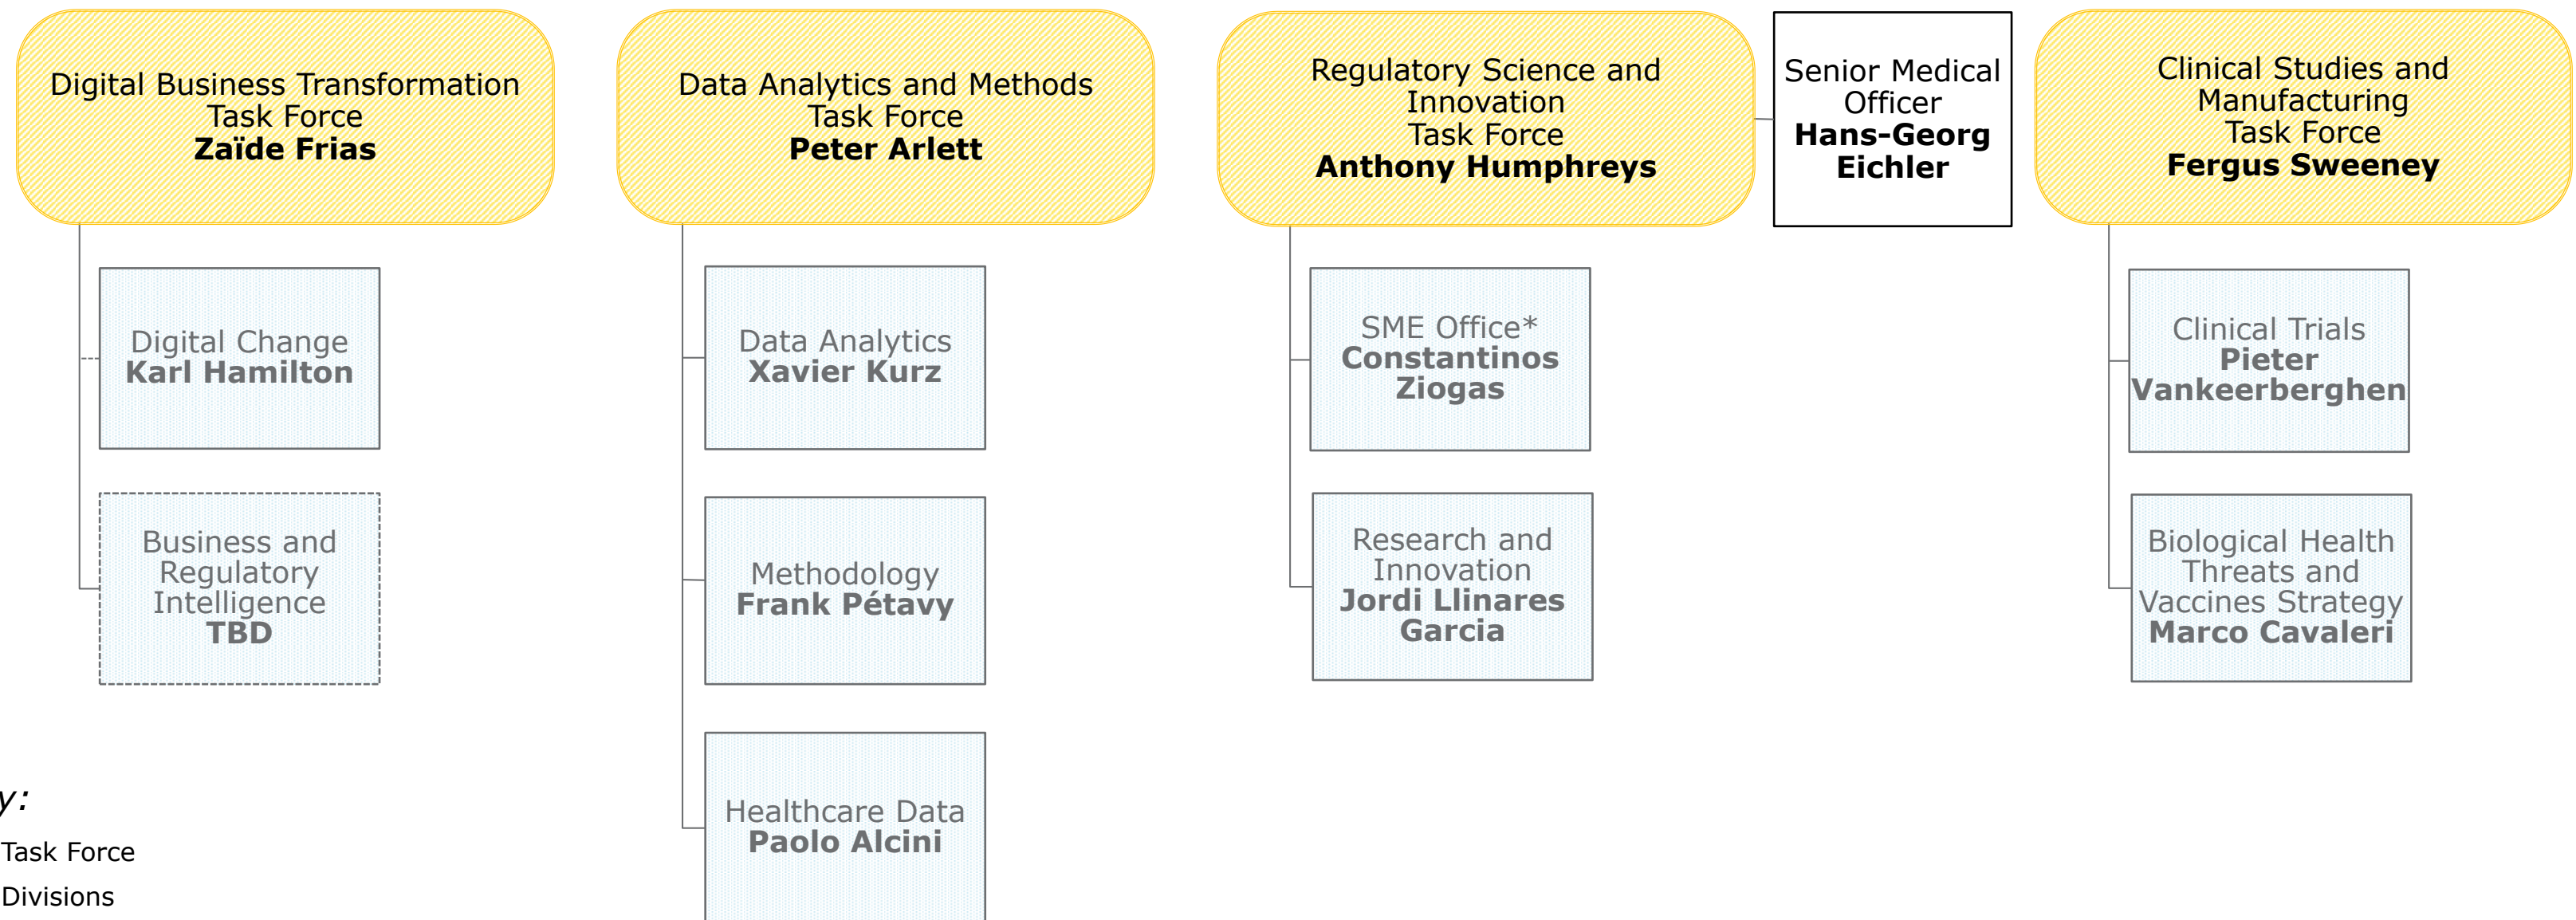 Digital Business Transformation
Task Force
Zaïde Frias
Data Analytics and Methods
Task Force
Peter Arlett
Regulatory Science and
Innovation
Task Force
Anthony Humphreys
Senior Medical
Officer
Hans-Georg
Eichler
Clinical Studies and
Manufacturing
Task Force
Fergus Sweeney
Digital Change
Karl Hamilton
Business and
Regulatory
Intelligence
TBD
Data Analytics
Xavier Kurz
Methodology
Frank Pétavy
Healthcare Data
Paolo Alcini
SME Office*
Constantinos
Ziogas
Research and
Innovation
Jordi Llinares
Garcia
Clinical Trials
Pieter
Vankeerberghen
Biological Health
Threats and
Vaccines Strategy
Marco Cavaleri
y:
Task Force
Divisions